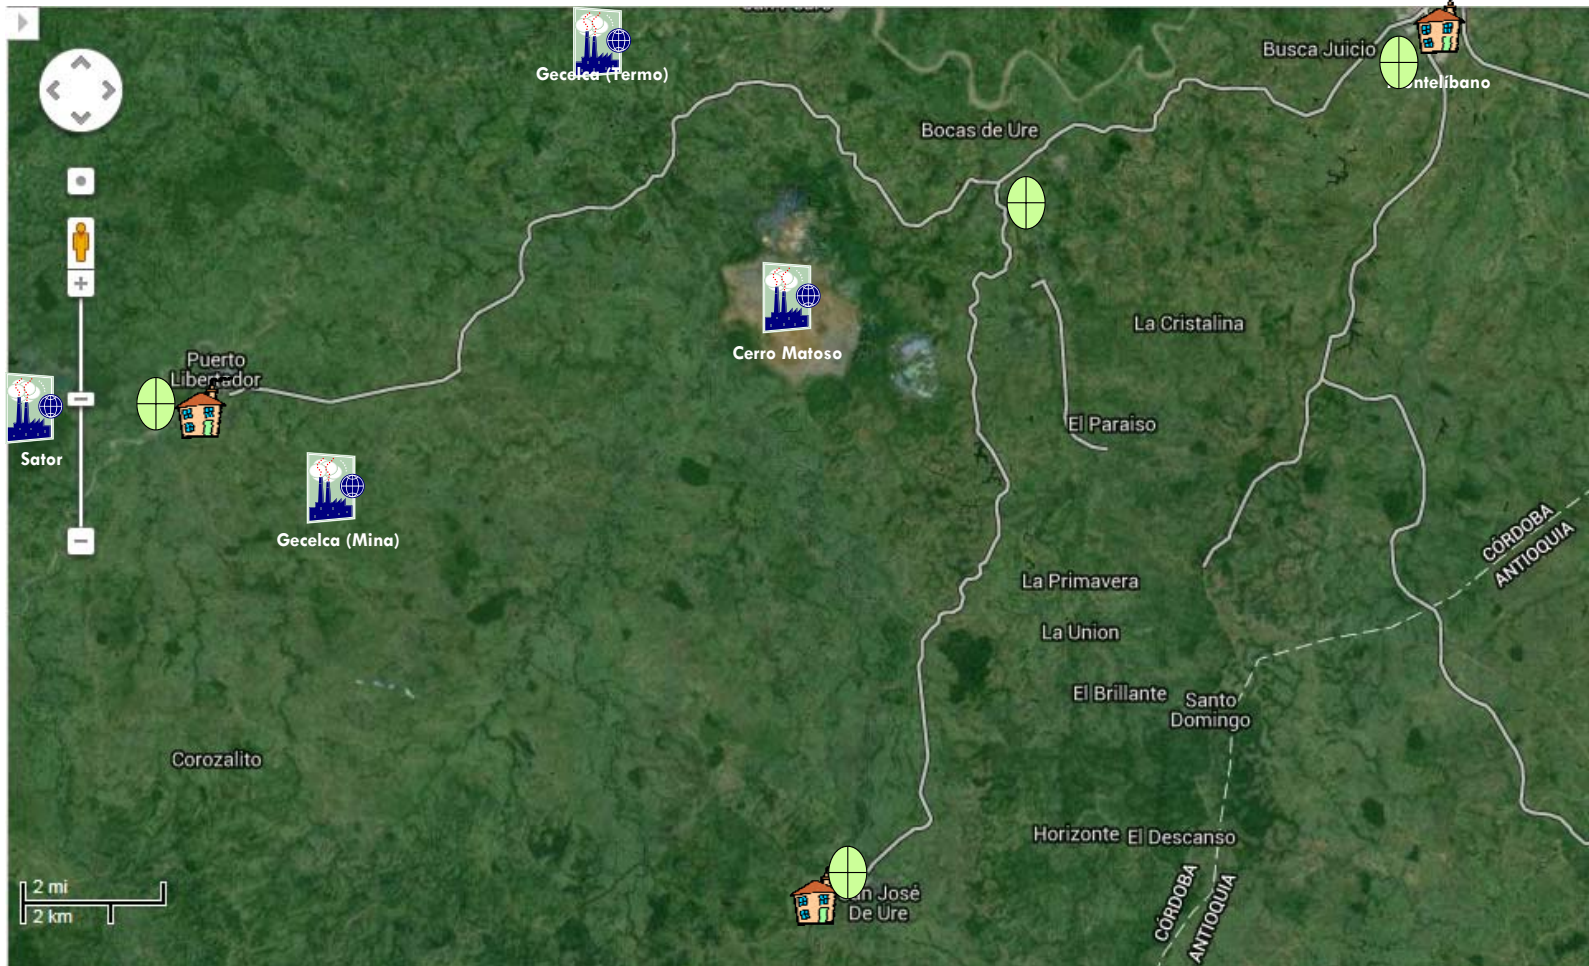 Gecelca (Termo)
Busca Juicio
ntelíbano
Bocas de Ure
La Cristalina
Cerro Matoso
Puerto
Libertador
El Paraiso
Sator
Gecelca (Mina)
CÓRDOBA
ANTIOQUIA
La Primavera
La Union
El Brillante
Santo
Domingo
Corozalito
Horizonte
El Descanso
2 mi
2 km
n José
De Ure
CÓRDOBA
ANTIOQUIA